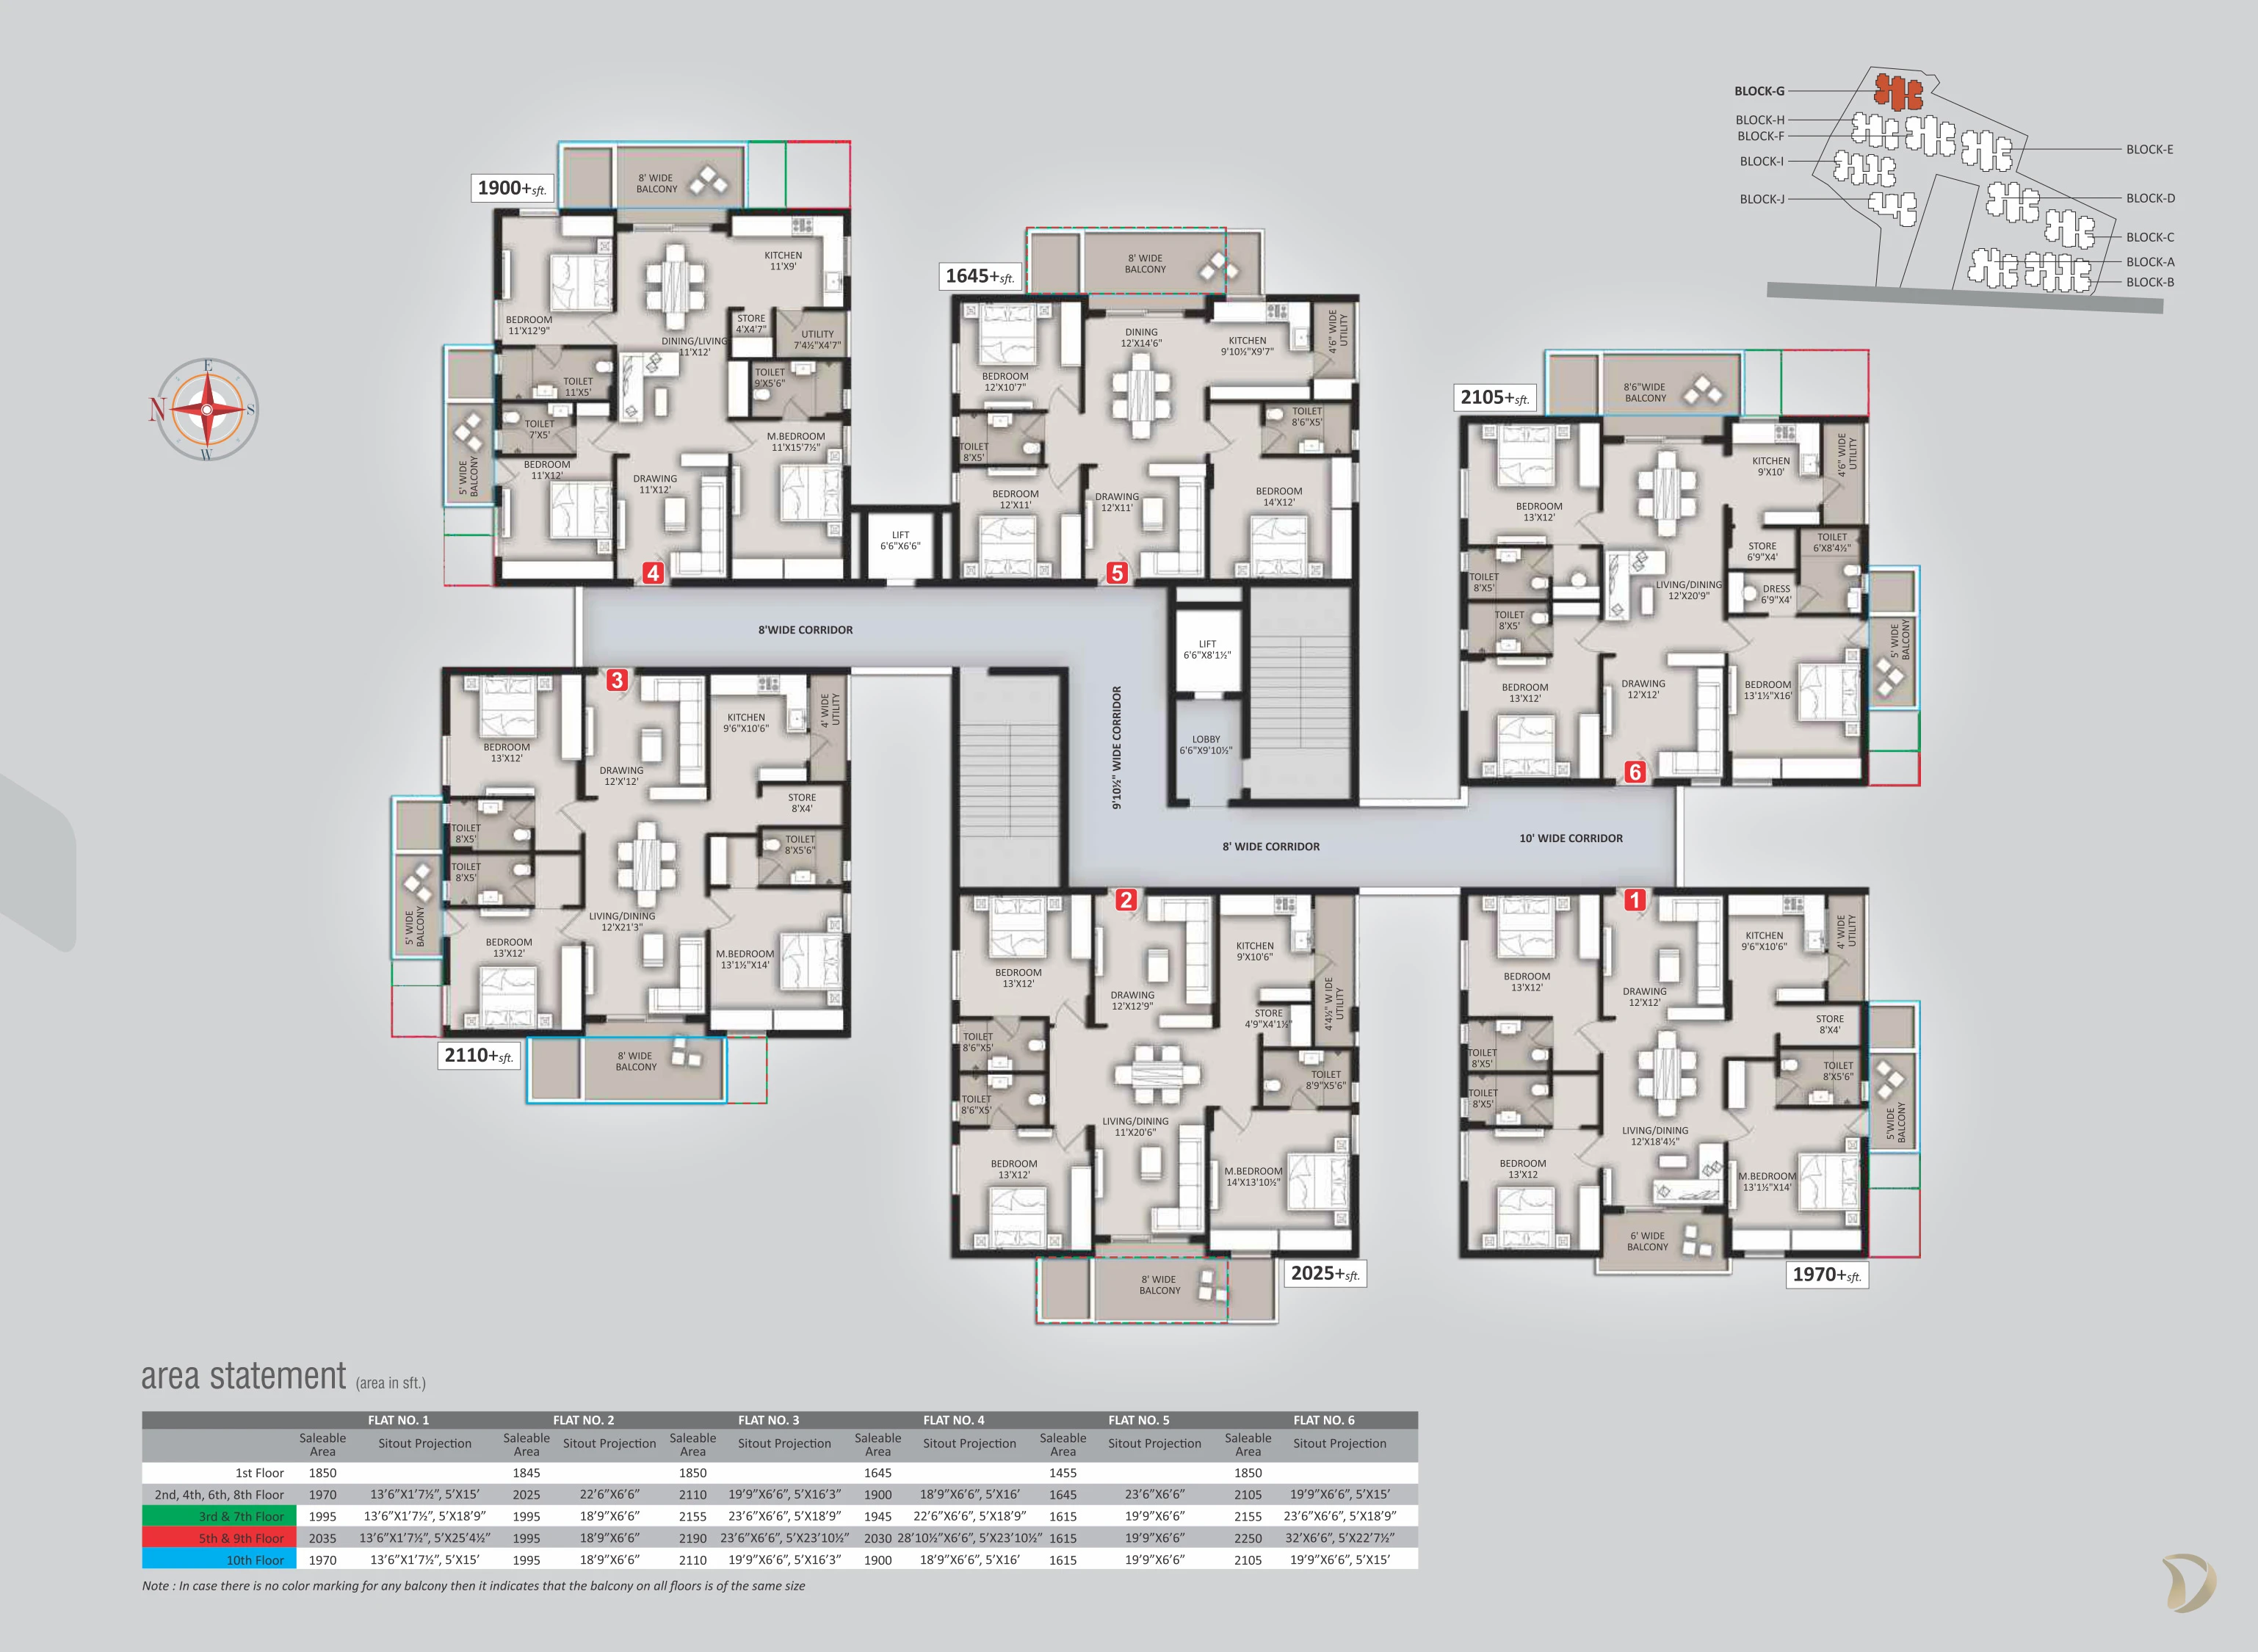 BLOCK-G
BLOCK-H
BLOCK-F
BLOCK-I
BLOCK-J
BLOCK-E
BLOCK-D
BLOCK-C
BLOCK-A
BLOCK-B
E
N
S
W
1900+sft.
8' WIDE
BALCONY
KITCHEN
11'X9'
BEDROOM
11'X12'9"
STORE
4'X4'7"
UTILITY
7'4½"X4'7"
DINING/LIVING
11'X12'
TOILET
11'X5'
TOILET
9'X5'6"
TOILET
7'X5'
M.BEDROOM
11'X15'7½"
BEDROOM
11'X12'
DRAWING
11'X12'
5' WIDE
BALCONY
4
LIFT
6'6"X6'6"
1645+sft.
8' WIDE
BALCONY
DINING
12'X14'6"
KITCHEN
9'10½"X9'7"
4'6" WIDE
UTILITY
BEDROOM
12'X10'7"
TOILET
8'X5'
TOILET
8'6"X5'
BEDROOM
12'X11'
DRAWING
12'X11'
BEDROOM
14'X12'
5
2105+sft.
8'6"WIDE
BALCONY
KITCHEN
9'X10'
4'6" WIDE
UTILITY
BEDROOM
13'X12'
STORE
6'9"X4'
TOILET
6'X8'4½"
TOILET
8'X5'
LIVING/DINING
12'X20'9"
DRESS
6'9"X4'
TOILET
8'X5'
5' WIDE
BALCONY
BEDROOM
13'X12'
DRAWING
12'X12'
BEDROOM
13'1½"X16'
6
8'WIDE CORRIDOR
LIFT
6'6"X8'1½"
9'10½" WIDE CORRIDOR
LOBBY
6'6"X9'10½"
8' WIDE CORRIDOR
10' WIDE CORRIDOR
3
BEDROOM
13'X12'
DRAWING
12'X'12'
KITCHEN
9'6"X10'6"
4' WIDE
UTILITY
STORE
8'X4'
TOILET
8'X5'
TOILET
8'X5'6"
TOILET
8'X5'
5' WIDE
BALCONY
LIVING/DINING
12'X21'3"
BEDROOM
13'X12'
M.BEDROOM
13'1½"X14'
2110+sft.
8' WIDE
BALCONY
2
BEDROOM
13'X12'
DRAWING
12'X12'9"
KITCHEN
9'X10'6"
4'4½" W IDE
UTILITY
STORE
4'9"X4'1½"
TOILET
8'6"X5'
TOILET
8'9"X5'6"
TOILET
8'6"X5'
LIVING/DINING
11'X20'6"
BEDROOM
13'X12'
M.BEDROOM
14'X13'10½"
8' WIDE
BALCONY
2025+sft.
1
BEDROOM
13'X12'
DRAWING
12'X12'
KITCHEN
9'6"X10'6"
4' WIDE
UTILITY
STORE
8'X4'
TOILET
8'X5'
TOILET
8'X5'6"
TOILET
8'X5'
LIVING/DINING
12'X18'4½"
5'WIDE
BALCONY
BEDROOM
13'X12
M.BEDROOM
13'1½"X14'
6' WIDE
BALCONY
1970+sft.
area statement (area in sft.)
FLAT NO. 1 FLAT NO. 2 FLAT NO. 3 FLAT NO. 4 FLAT NO. 5 FLAT NO. 6
Saleable Area Sitout Projection Saleable Area Sitout Projection Saleable Area Sitout Projection Saleable Area Sitout Projection Saleable Area Sitout Projection Saleable Area Sitout Projection
1st Floor 1850 1845 1850 1645 1455 1850
2nd, 4th, 6th, 8th Floor 1970 13'6"X1'7½", 5'X15' 2025 22'6"X6'6" 2110 19'9"X6'6", 5'X16'3" 1900 18'9"X6'6", 5'X16' 1645 23'6"X6'6" 2105 19'9"X6'6", 5'X15'
3rd & 7th Floor 1995 13'6"X1'7½", 5'X18'9" 1995 18'9"X6'6" 2155 23'6"X6'6", 5'X18'9" 1945 22'6"X6'6", 5'X18'9" 1615 19'9"X6'6" 2155 23'6"X6'6", 5'X18'9"
5th & 9th Floor 2035 13'6"X1'7½", 5'X25'4½" 1995 18'9"X6'6" 2190 23'6"X6'6", 5'X23'10½" 2030 28'10½"X6'6", 5'X23'10½" 1615 19'9"X6'6" 2250 32'X6'6", 5'X22'7½"
10th Floor 1970 13'6"X1'7½", 5'X15' 1995 18'9"X6'6" 2110 19'9"X6'6", 5'X16'3" 1900 18'9"X6'6", 5'X16' 1615 19'9"X6'6" 2105 19'9"X6'6", 5'X15'
Note : In case there is no color marking for any balcony then it indicates that the balcony on all floors is of the same size